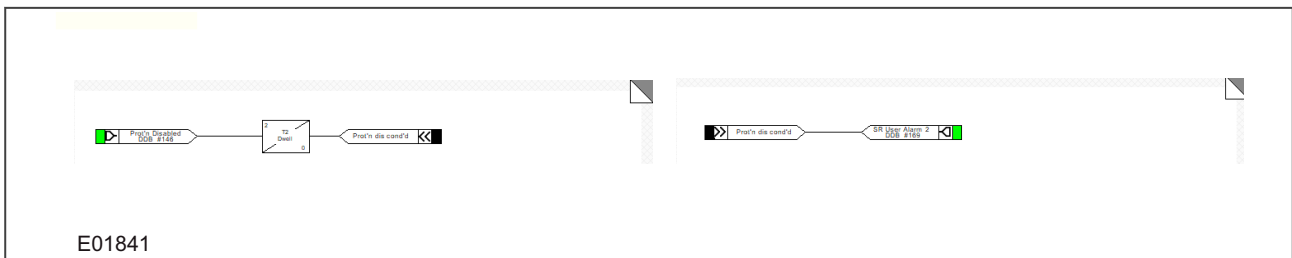 Prot'n Disabled
DDB #146
2
T2
Dwell
0
Prot'n dis cond'd
Prot'n dis cond'd
SR User Alarm 2
DDB #169
E01841